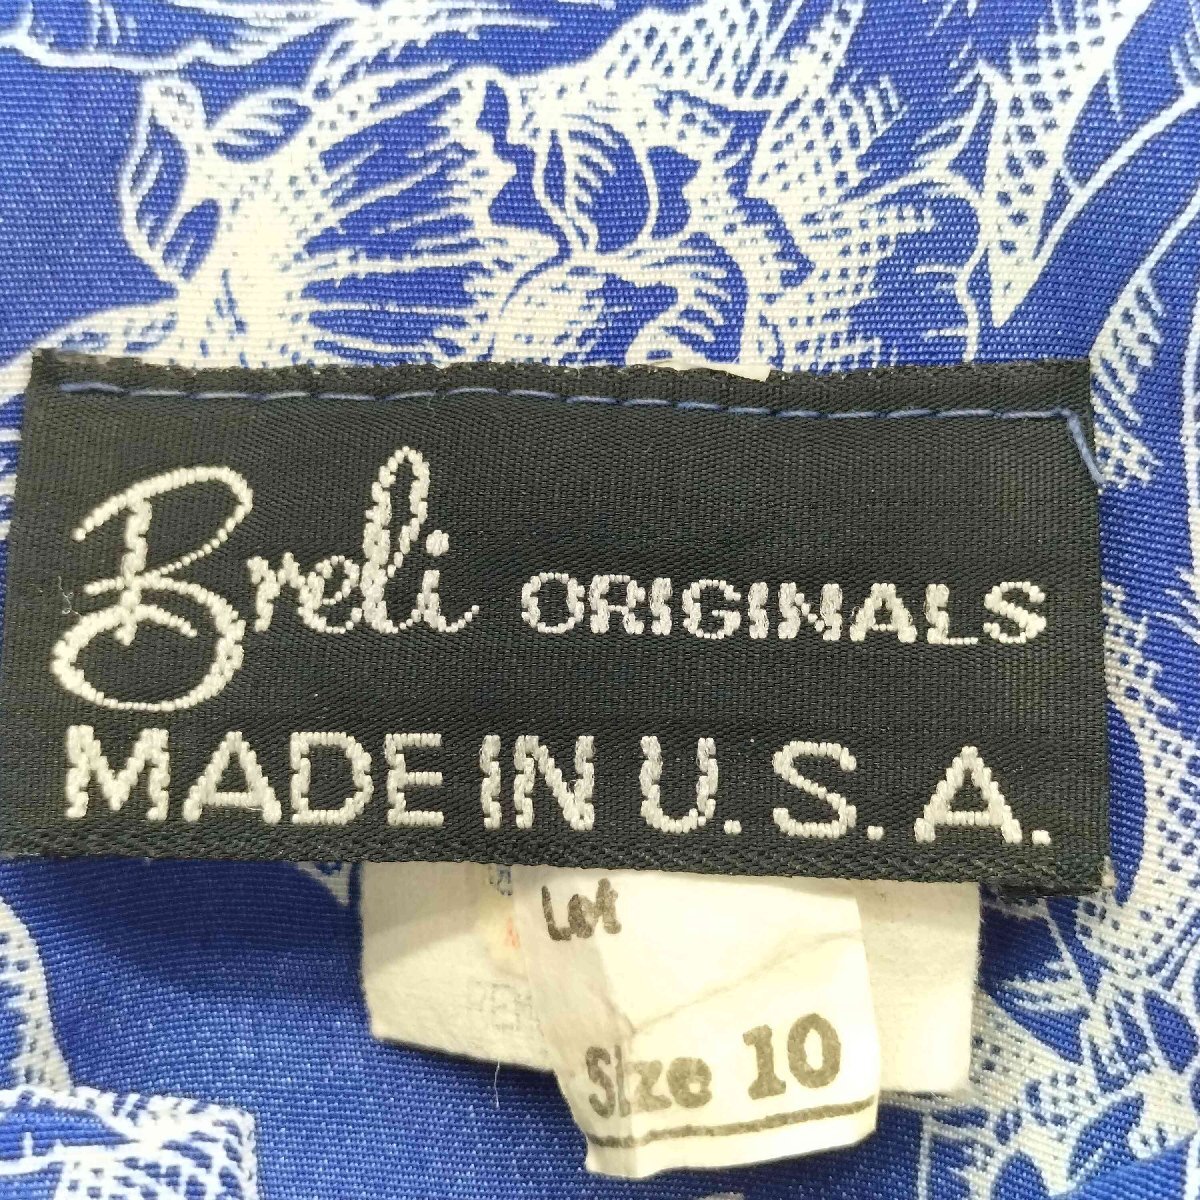 Breli ORIGINALS
MADE IN U.S.A.
Lot
Size 10